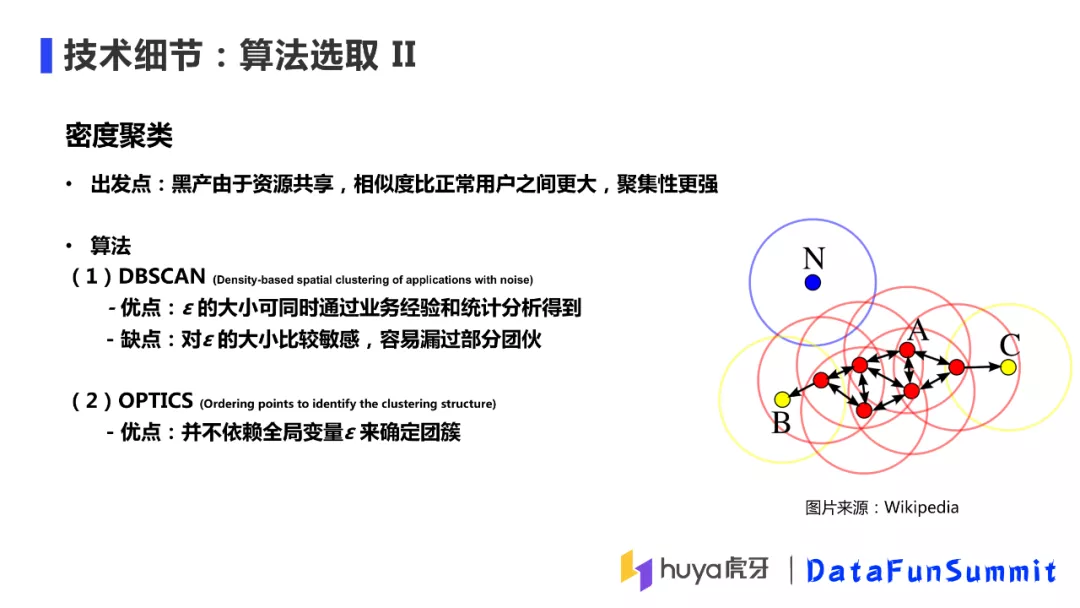 技术细节：算法选取 II
密度聚类
• 出发点：黑产由于资源共享，相似度比正常用户之间更大，聚集性更强
• 算法
（1）DBSCAN (Density-based spatial clustering of applications with noise)
- 优点：ε 的大小可同时通过业务经验和统计分析得到
- 缺点：对ε 的大小比较敏感，容易漏过部分团伙
（2）OPTICS (Ordering points to identify the clustering structure)
- 优点：并不依赖全局变量ε 来确定团簇
N
A
C
B
图片来源：Wikipedia
huya虎牙 | DataFunSummit